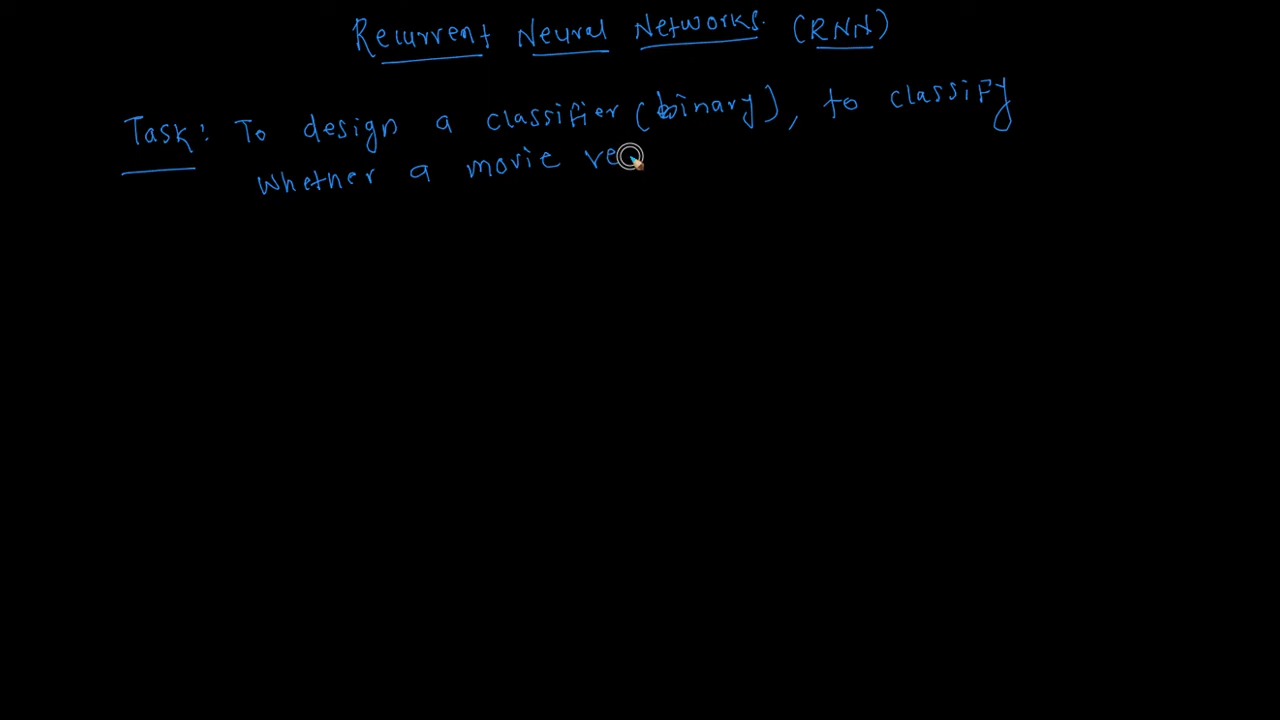 Recurrent Neural Networks. (RNN)
Task: To design a classifier (binary), to classify
whether a movie re